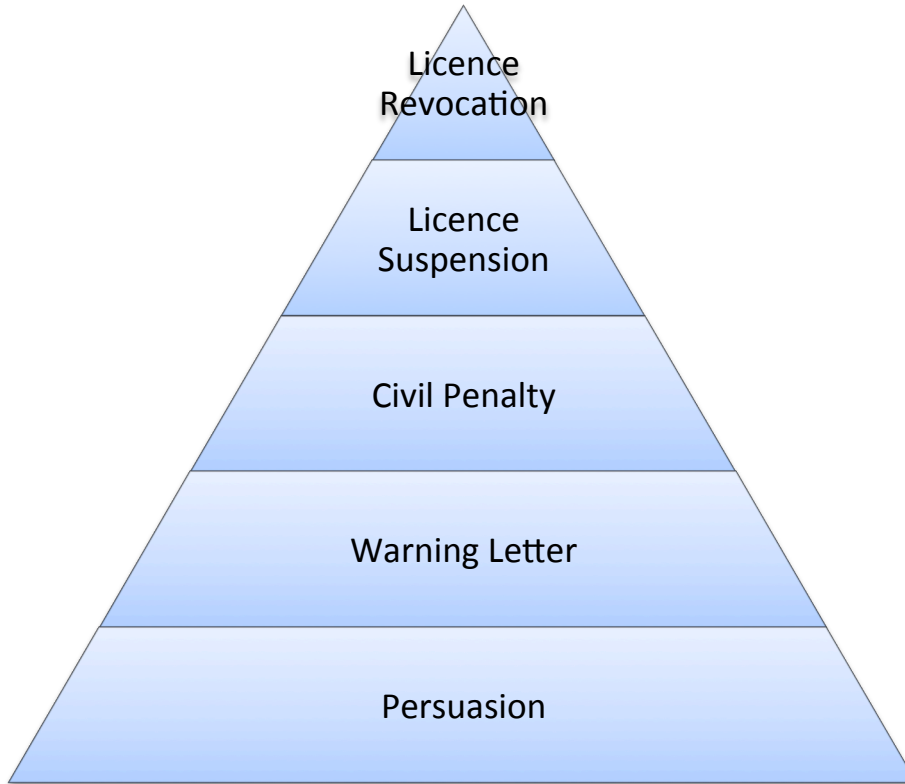 Licence
Revocation
Licence
Suspension
Civil Penalty
Warning Letter
Persuasion